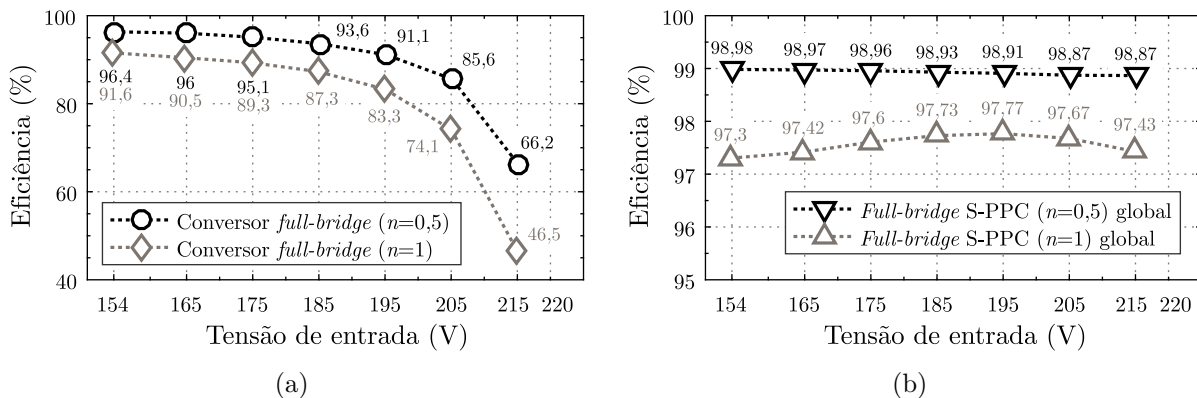 100
80
60
40
Eficiência (%)
96,4
96
95,1
93,6
91,1
85,6
66,2
91,6
90,5
89,3
87,3
83,3
74,1
46,5
Conversor full-bridge (n=0,5)
Conversor full-bridge (n=1)
154 165 175 185 195 205 215 220
Tensão de entrada (V)
(a)
100
99
98
97
96
95
Eficiência (%)
98,98 98,97 98,96 98,93 98,91 98,87 98,87
97,3 97,42 97,6 97,73 97,77 97,67 97,43
Full-bridge S-PPC (n=0,5) global
Full-bridge S-PPC (n=1) global
154 165 175 185 195 205 215 220
Tensão de entrada (V)
(b)